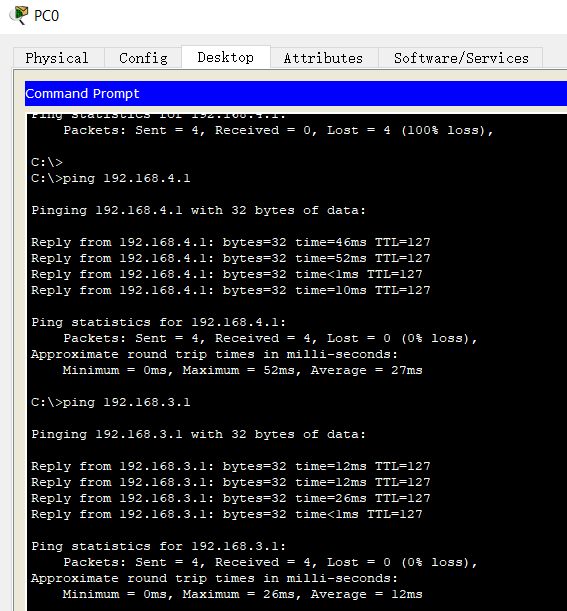 PC0
Physical Config Desktop Attributes Software/Services
Command Prompt
Ping statistics for 192.168.4.1:
    Packets: Sent = 4, Received = 0, Lost = 4 (100% loss),

C:\>
C:\>ping 192.168.4.1

Pinging 192.168.4.1 with 32 bytes of data:

Reply from 192.168.4.1: bytes=32 time=46ms TTL=127
Reply from 192.168.4.1: bytes=32 time=52ms TTL=127
Reply from 192.168.4.1: bytes=32 time<1ms TTL=127
Reply from 192.168.4.1: bytes=32 time=10ms TTL=127

Ping statistics for 192.168.4.1:
    Packets: Sent = 4, Received = 4, Lost = 0 (0% loss),
Approximate round trip times in milli-seconds:
    Minimum = 0ms, Maximum = 52ms, Average = 27ms

C:\>ping 192.168.3.1

Pinging 192.168.3.1 with 32 bytes of data:

Reply from 192.168.3.1: bytes=32 time=12ms TTL=127
Reply from 192.168.3.1: bytes=32 time=12ms TTL=127
Reply from 192.168.3.1: bytes=32 time=26ms TTL=127
Reply from 192.168.3.1: bytes=32 time<1ms TTL=127

Ping statistics for 192.168.3.1:
    Packets: Sent = 4, Received = 4, Lost = 0 (0% loss),
Approximate round trip times in milli-seconds:
    Minimum = 0ms, Maximum = 26ms, Average = 12ms